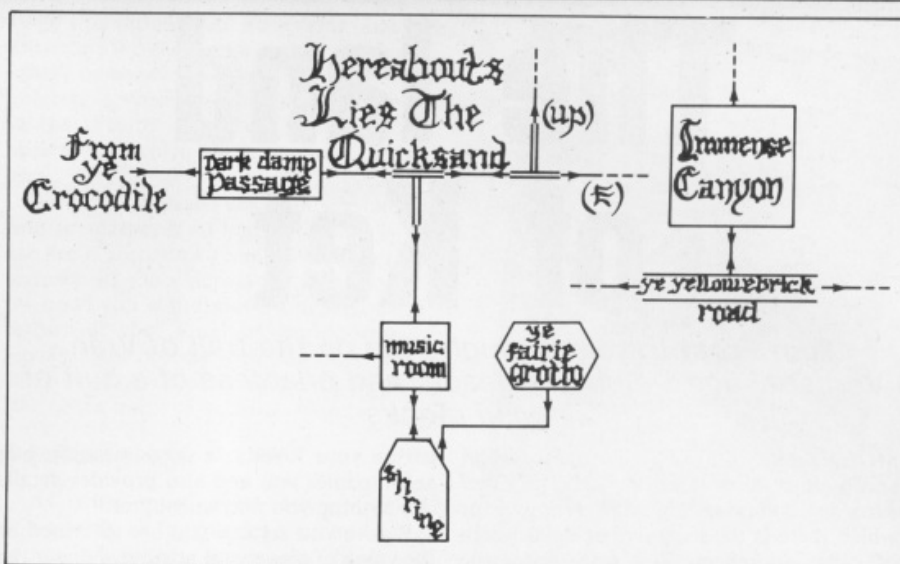 Hereabouts
Lies The
Quicksand
(up)
Immense
Canyon
From
ye
Crocodile
Dark damp
passage
(E)
ye yellowebrick
road
music
room
ye
fairie
grotto
shrine